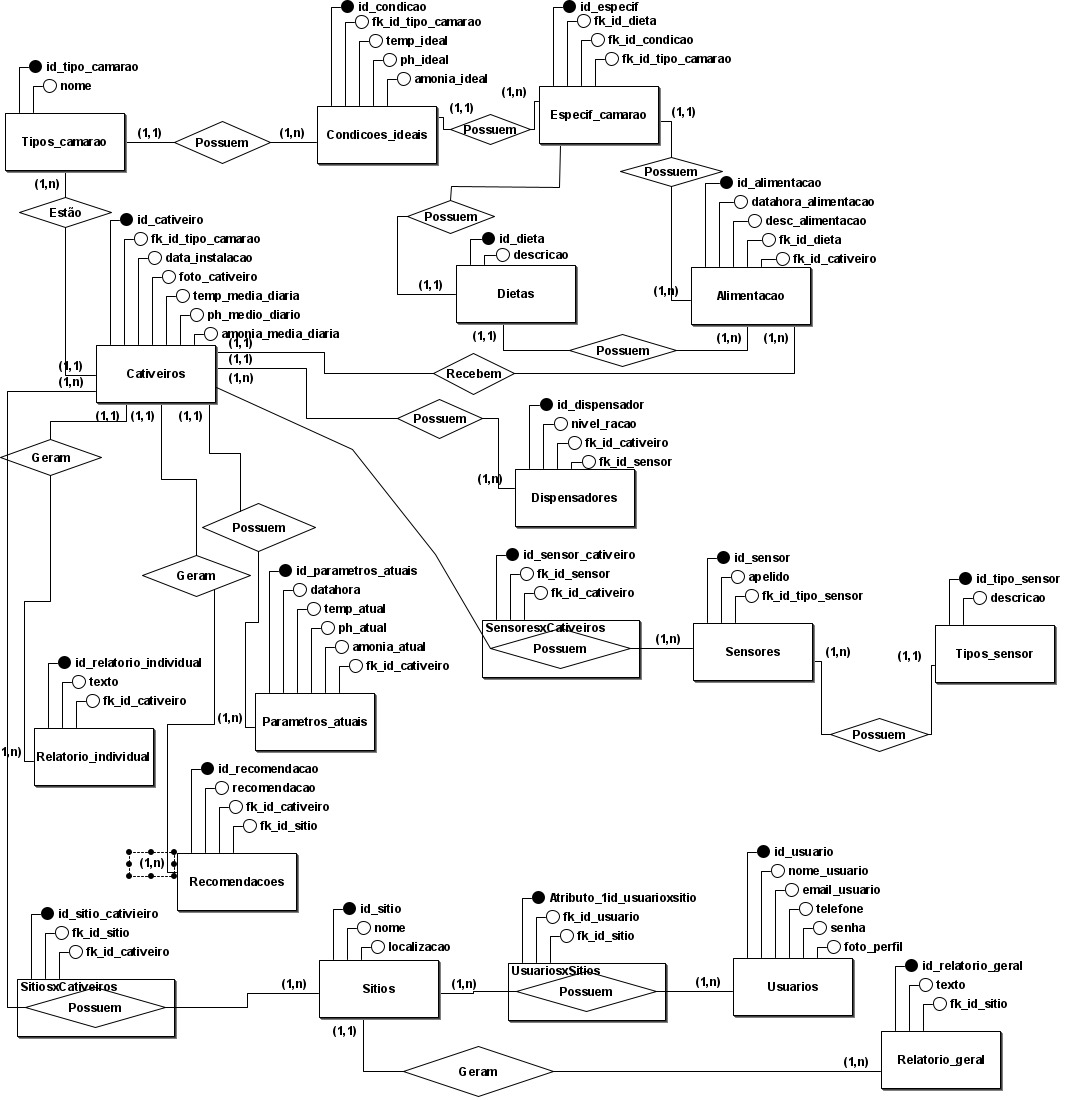 id_condicao
fk_id_tipo_camarao
temp_ideal
ph_ideal
amonia_ideal
id_especif
fk_id_dieta
fk_id_condicao
fk_id_tipo_camarao
id_tipo_camarao
nome
Tipos_camarao
(1,1)
Possuem
(1,n)
Condicoes_ideais
(1,1)
Possuem
(1,n)
Especif_camarao
(1,1)
Possuem
(1,n)
Estão
id_alimentacao
datahora_alimentacao
desc_alimentacao
fk_id_dieta
fk_id_cativeiro
Alimentacao
(1,n)
(1,n)
(1,n)
Possuem
(1,1)
id_dieta
descricao
Dietas
(1,1)
Possuem
id_cativeiro
fk_id_tipo_camarao
data_instalacao
foto_cativeiro
temp_media_diaria
ph_medio_diario
amonia_media_diaria
Cativeiros
(1,1)
(1,1)
(1,n)
(1,1)
(1,n)
(1,1)
(1,1)
(1,1)
Recebem
Possuem
(1,n)
id_dispensador
nivel_racao
fk_id_cativeiro
fk_id_sensor
Dispensadores
Geram
Possuem
Geram
id_sensor_cativeiro
fk_id_sensor
fk_id_cativeiro
SensoresxCativeiros
Possuem
(1,n)
id_sensor
apelido
fk_id_tipo_sensor
Sensores
(1,n)
Possuem
(1,1)
id_tipo_sensor
descricao
Tipos_sensor
id_parametros_atuais
datahora
temp_atual
ph_atual
amonia_atual
fk_id_cativeiro
Parametros_atuais
(1,n)
id_relatorio_individual
texto
fk_id_cativeiro
Relatorio_individual
1,n)
id_recomendacao
recomendacao
fk_id_cativeiro
fk_id_sitio
Recomendacoes
(1,n)
id_sitio_cativieiro
fk_id_sitio
fk_id_cativeiro
SitiosxCativeiros
Possuem
(1,n)
id_sitio
nome
localizacao
Sitios
(1,n)
(1,1)
Atributo_1id_usuarioxsitio
fk_id_usuario
fk_id_sitio
UsuariosxSitios
Possuem
(1,n)
id_usuario
nome_usuario
email_usuario
telefone
senha
foto_perfil
Usuarios
id_relatorio_geral
texto
fk_id_sitio
Relatorio_geral
(1,n)
Geram